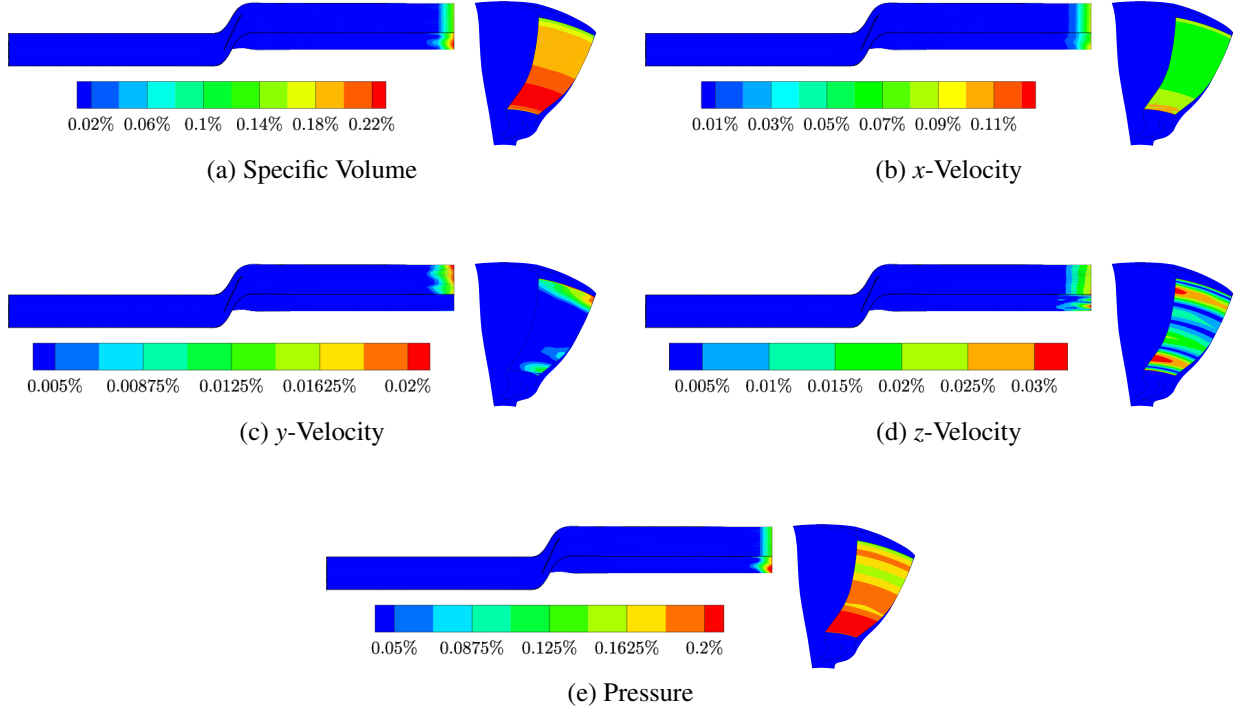 0.02% 0.06% 0.1% 0.14% 0.18% 0.22%
(a) Specific Volume
0.01% 0.03% 0.05% 0.07% 0.09% 0.11%
(b) x-Velocity
0.005% 0.00875% 0.0125% 0.01625% 0.02%
(c) y-Velocity
0.005% 0.01% 0.015% 0.02% 0.025% 0.03%
(d) z-Velocity
0.05% 0.0875% 0.125% 0.1625% 0.2%
(e) Pressure